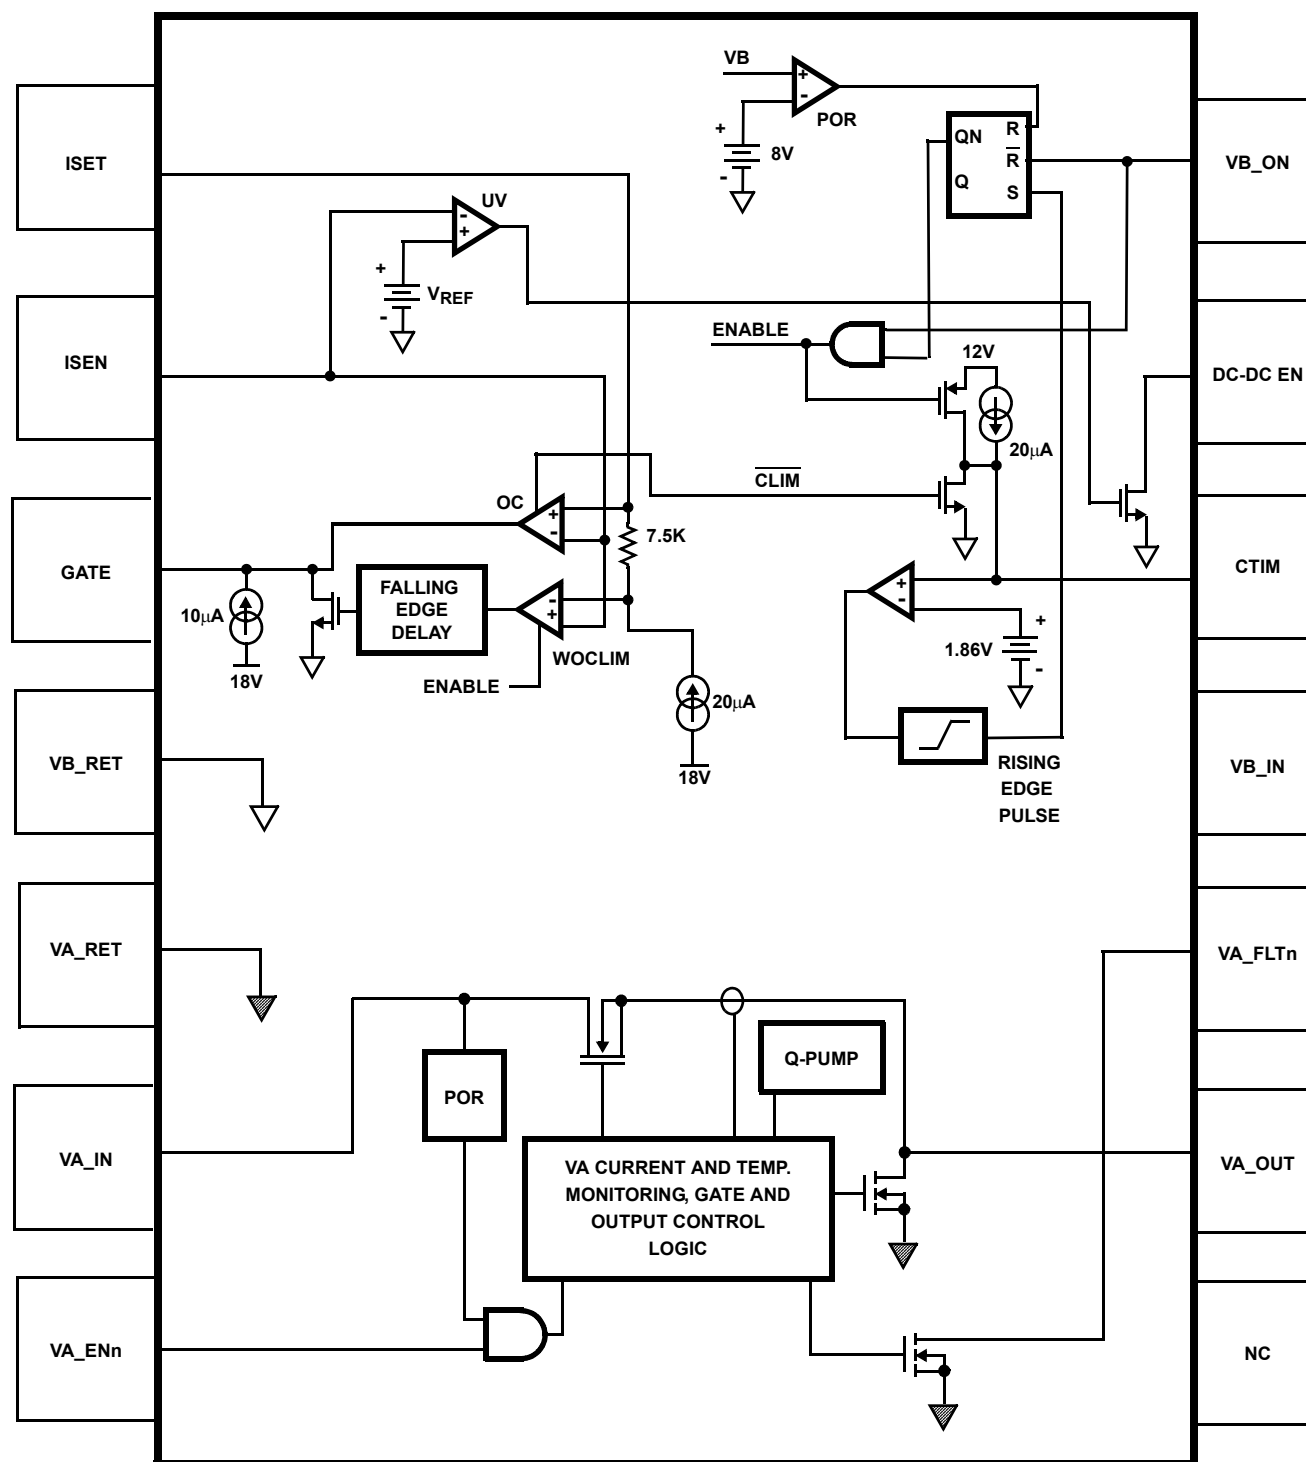 VB
+
-
POR
+
8V
-
QN
R
R
Q
S
ISET
VB_ON
UV
-
+
+
VREF
-
ENABLE
12V
ISEN
DC-DC EN
20μA
CLIM
OC
+
-
7.5K
GATE
CTIM
FALLING
EDGE
DELAY
-
+
10μA
+
-
+
1.86V
-
WOCLIM
18V
ENABLE
20μA
VB_RET
VB_IN
18V
RISING
EDGE
PULSE
VA_RET
VA_FLTn
Q-PUMP
POR
VA_IN
VA_OUT
VA CURRENT AND TEMP.
MONITORING, GATE AND
OUTPUT CONTROL
LOGIC
VA_ENn
NC